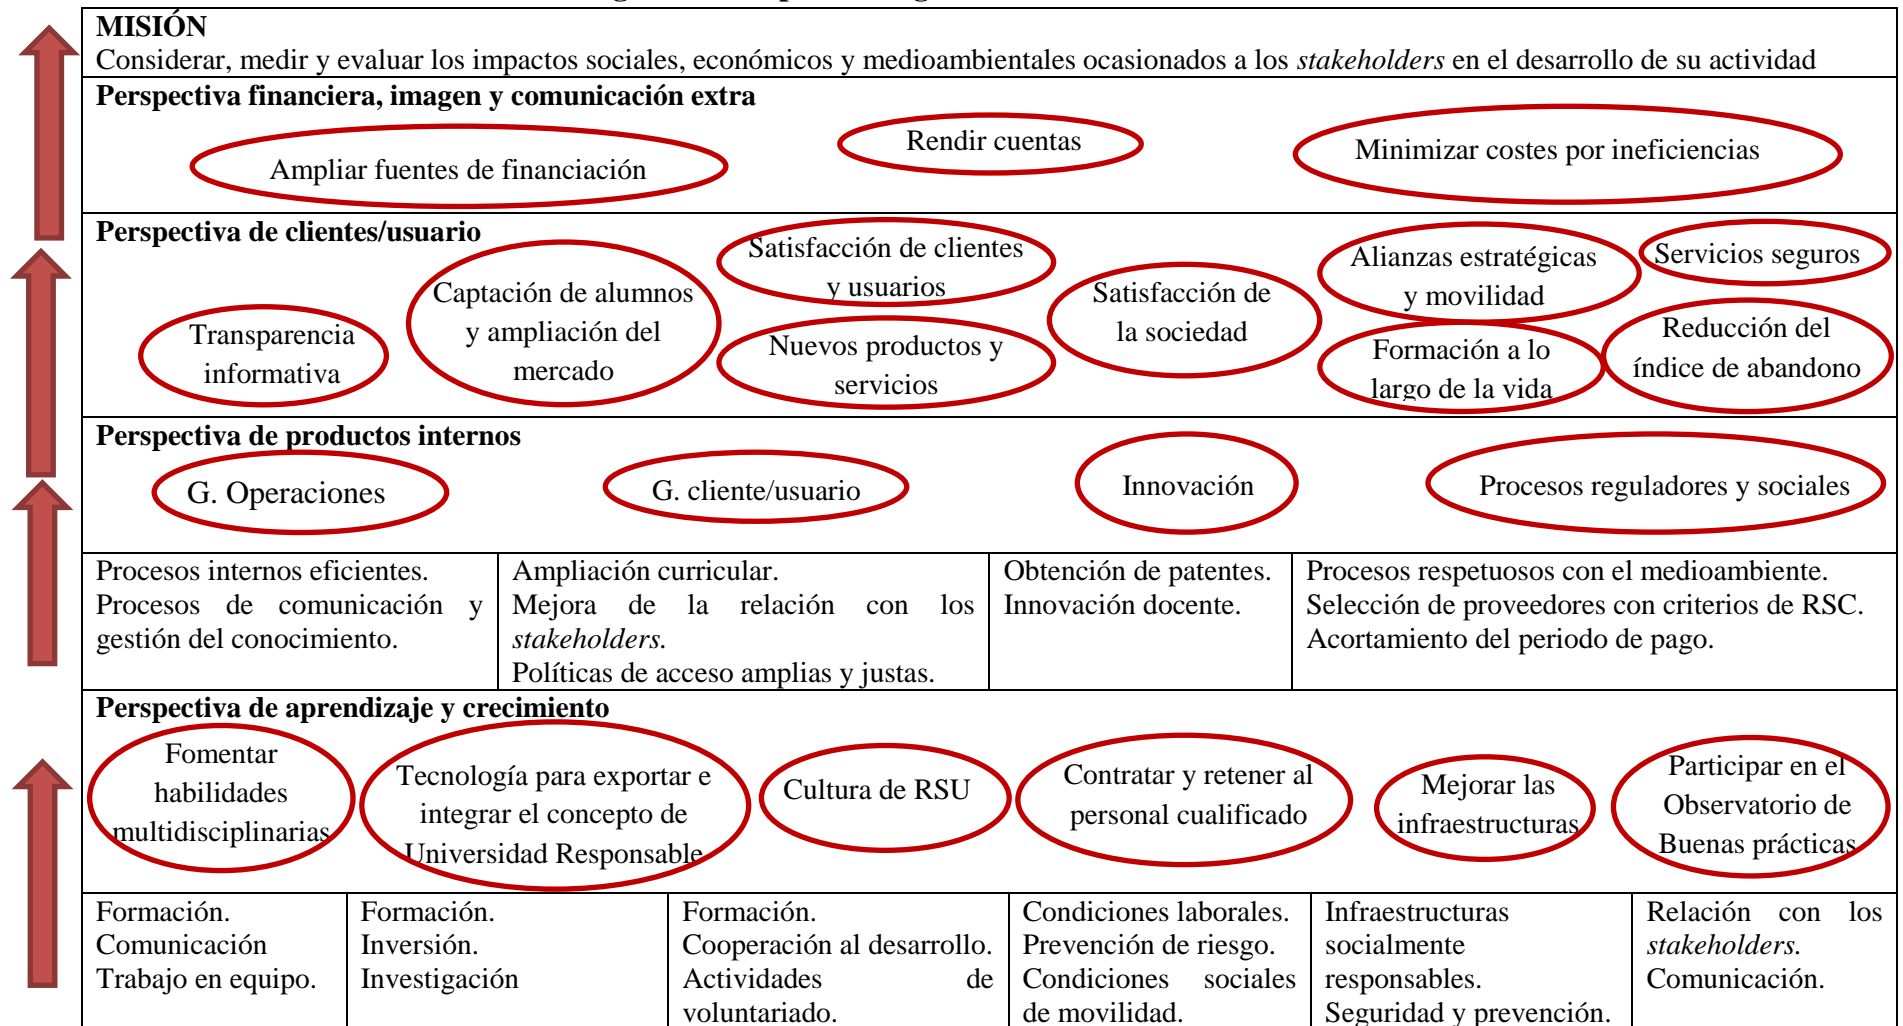 MISIÓN
Considerar, medir y evaluar los impactos sociales, económicos y medioambientales ocasionados a los stakeholders en el desarrollo de su actividad
Perspectiva financiera, imagen y comunicación extra
Ampliar fuentes de financiación
Rendir cuentas
Minimizar costes por ineficiencias
Perspectiva de clientes/usuario
Transparencia
informativa
Captación de alumnos
y ampliación del
mercado
Satisfacción de clientes
y usuarios
Nuevos productos y
servicios
Satisfacción de
la sociedad
Alianzas estratégicas
y movilidad
Formación a lo
largo de la vida
Servicios seguros
Reducción del
índice de abandono
Perspectiva de productos internos
G. Operaciones
G. cliente/usuario
Innovación
Procesos reguladores y sociales
Procesos internos eficientes.
Procesos de comunicación y
gestión del conocimiento.
Ampliación curricular.
Mejora de la relación con los
stakeholders.
Políticas de acceso amplias y justas.
Obtención de patentes.
Innovación docente.
Procesos respetuosos con el medioambiente.
Selección de proveedores con criterios de RSC.
Acortamiento del periodo de pago.
Perspectiva de aprendizaje y crecimiento
Fomentar
habilidades
multidisciplinarias
Tecnología para exportar e
integrar el concepto de
Universidad Responsable
Cultura de RSU
Contratar y retener al
personal cualificado
Mejorar las
infraestructuras
Participar en el
Observatorio de
Buenas prácticas
Formación.
Comunicación
Trabajo en equipo.
Formación.
Inversión.
Investigación
Formación.
Cooperación al desarrollo.
Actividades de
voluntariado.
Condiciones laborales.
Prevención de riesgo.
Condiciones sociales
de movilidad.
Infraestructuras
socialmente
responsables.
Seguridad y prevención.
Relación con los
stakeholders.
Comunicación.